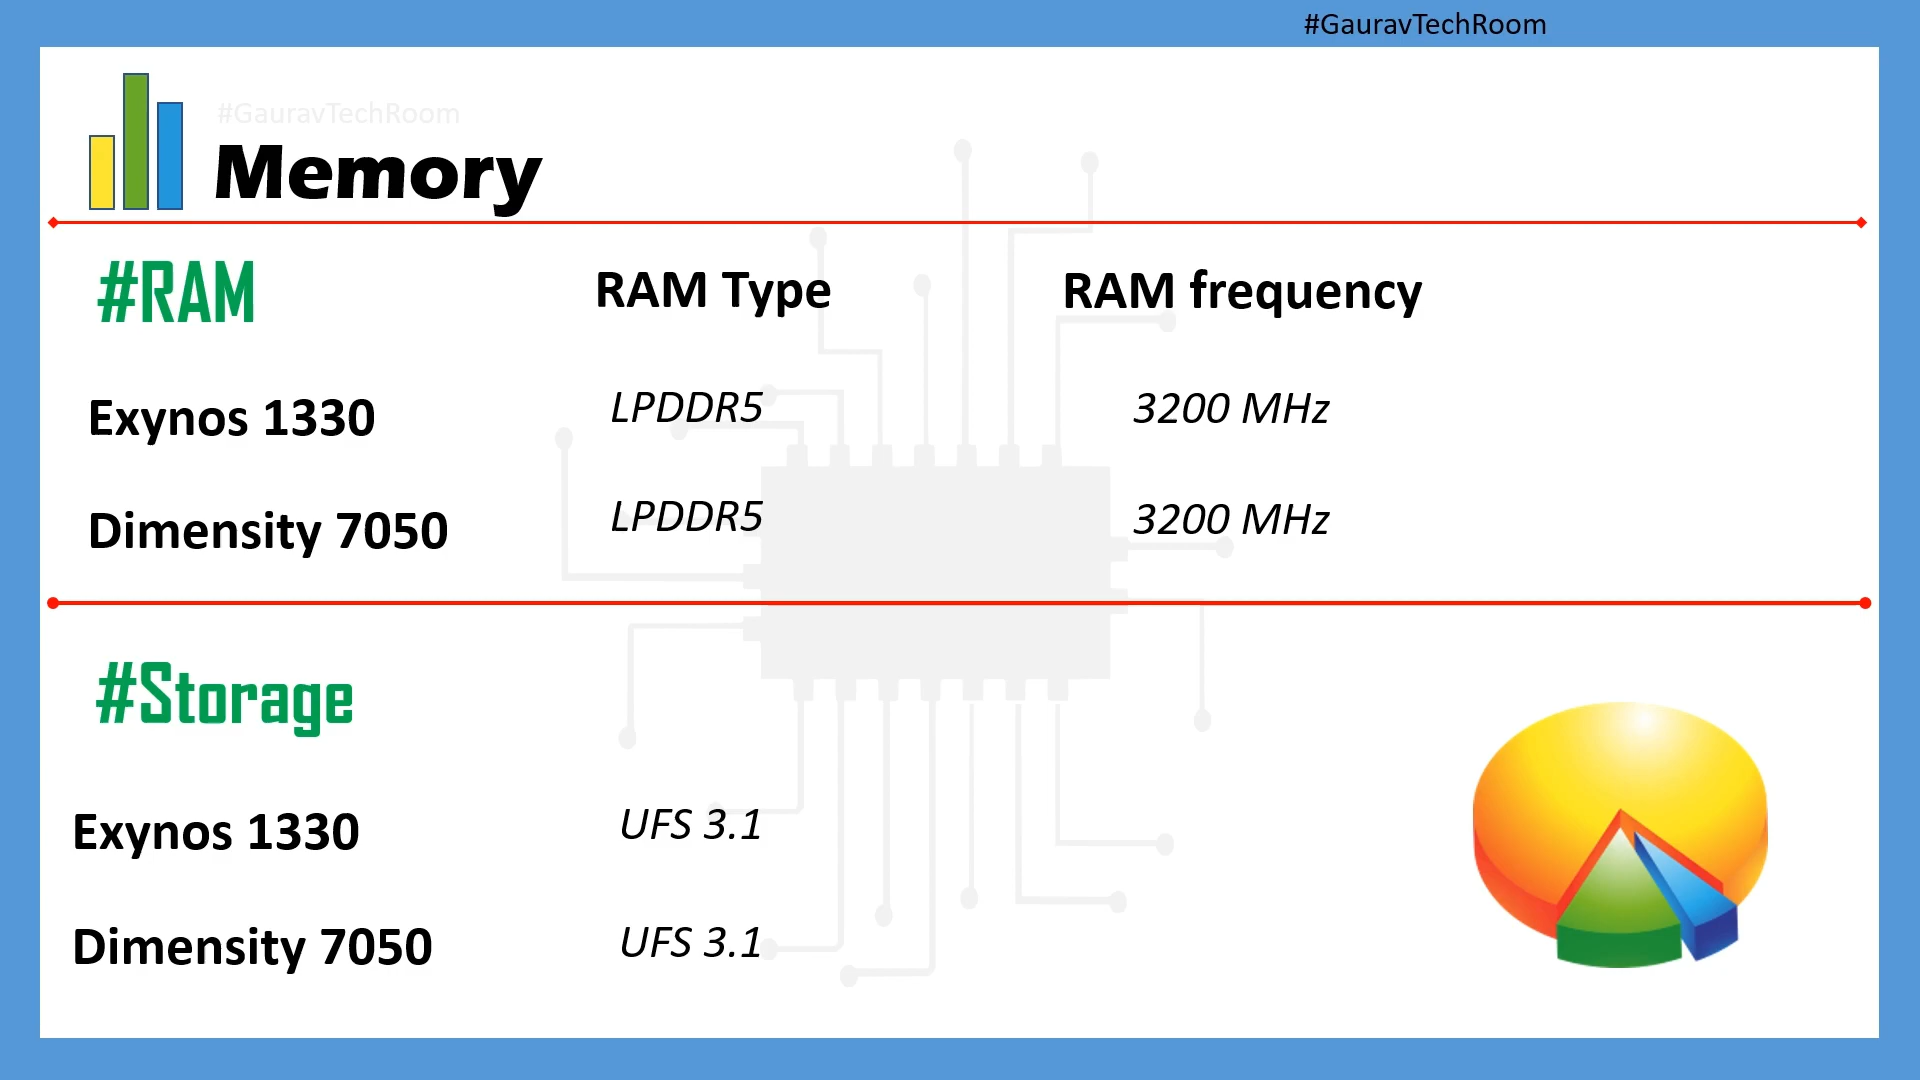 #GauravTechRoom
#GauravTechRoom
Memory
#RAM RAM Type RAM frequency
Exynos 1330 LPDDR5 3200 MHz
Dimensity 7050 LPDDR5 3200 MHz
#Storage
Exynos 1330 UFS 3.1
Dimensity 7050 UFS 3.1